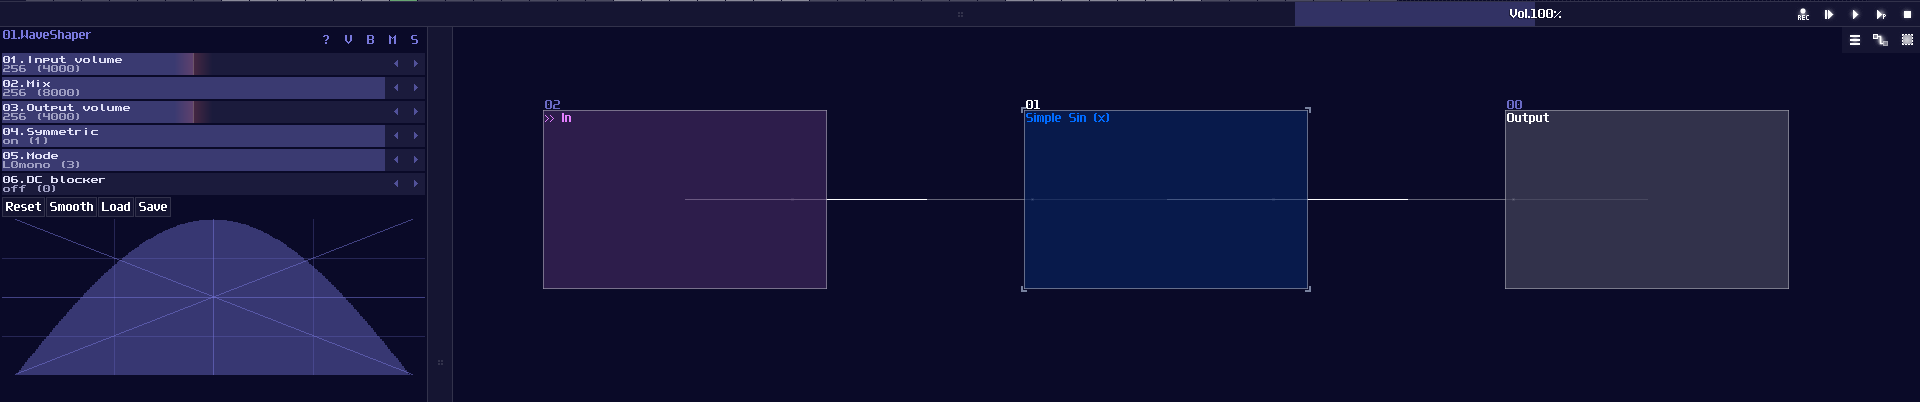 Vol.100%
REC
P
01.WaveShaper
? V B M S
01.Input volume
256 (4000)
02.Mix
256 (8000)
03.Output volume
256 (4000)
04.Symmetric
on (1)
05.Mode
LQmono (3)
06.DC blocker
off (0)
Reset Smooth Load Save
02
>> In
01
Simple Sin (x)
00
Output